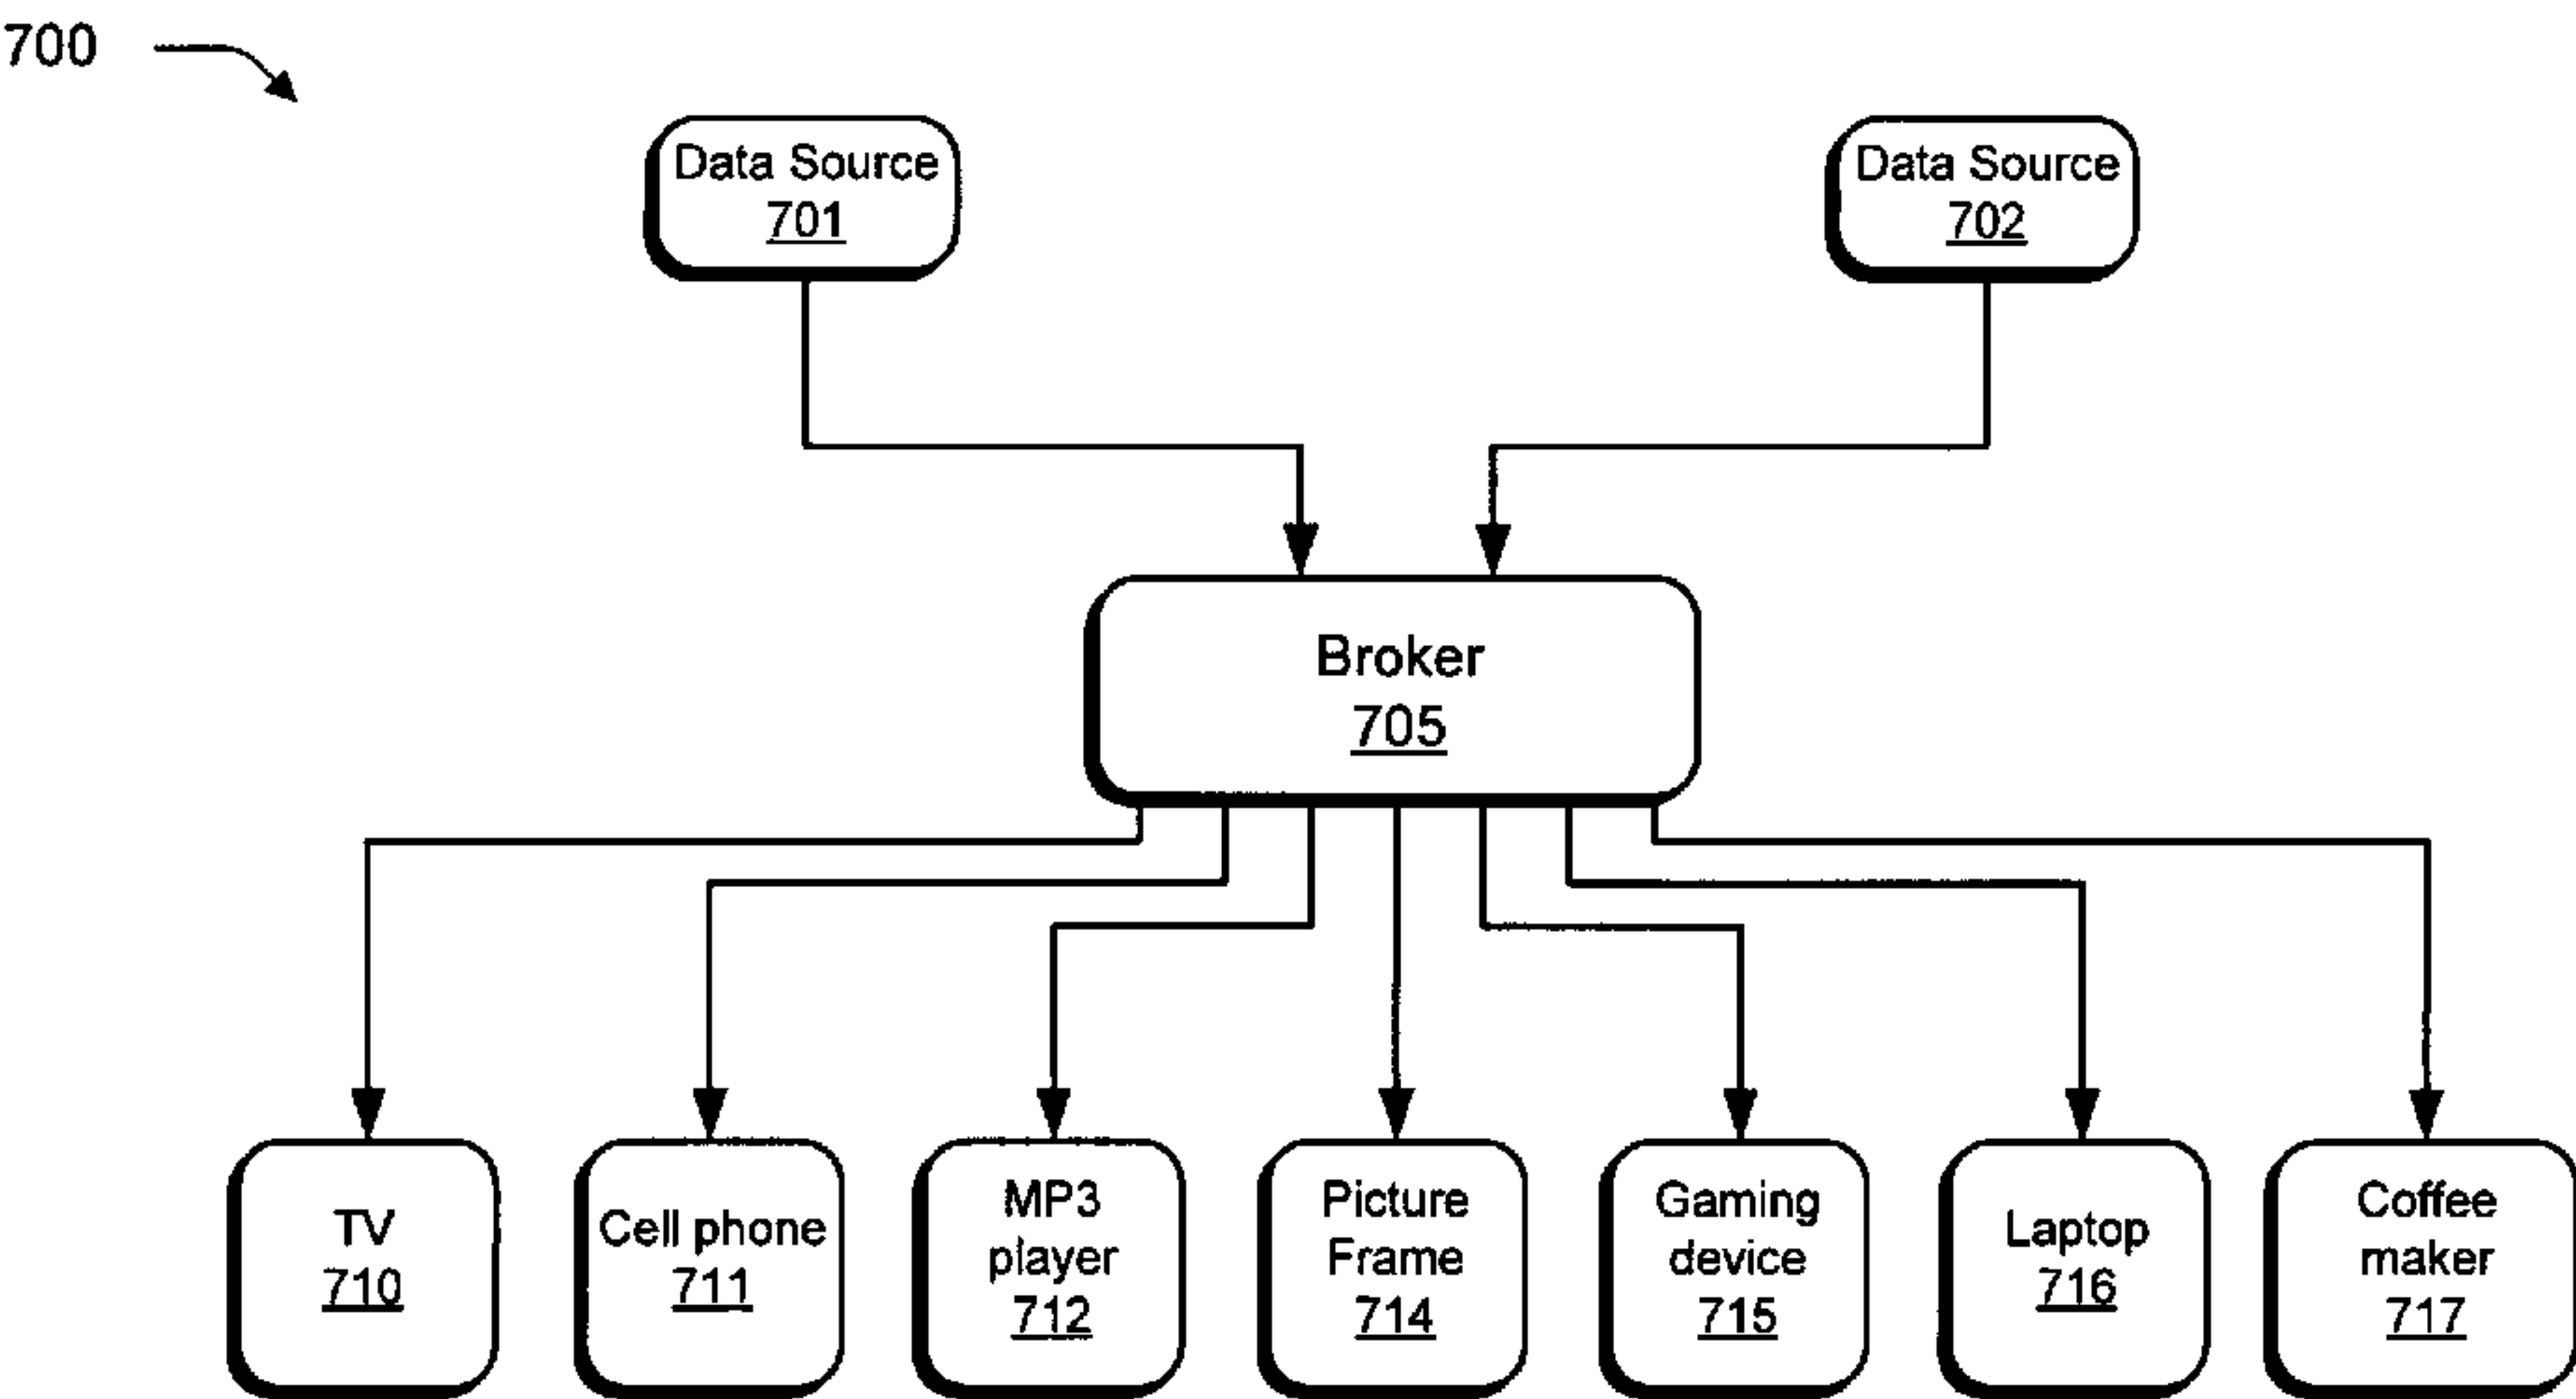 700
Data Source
701
Data Source
702
Broker
705
TV
710
Cell phone
711
MP3
player
712
Picture
Frame
714
Gaming
device
715
Laptop
716
Coffee
maker
717